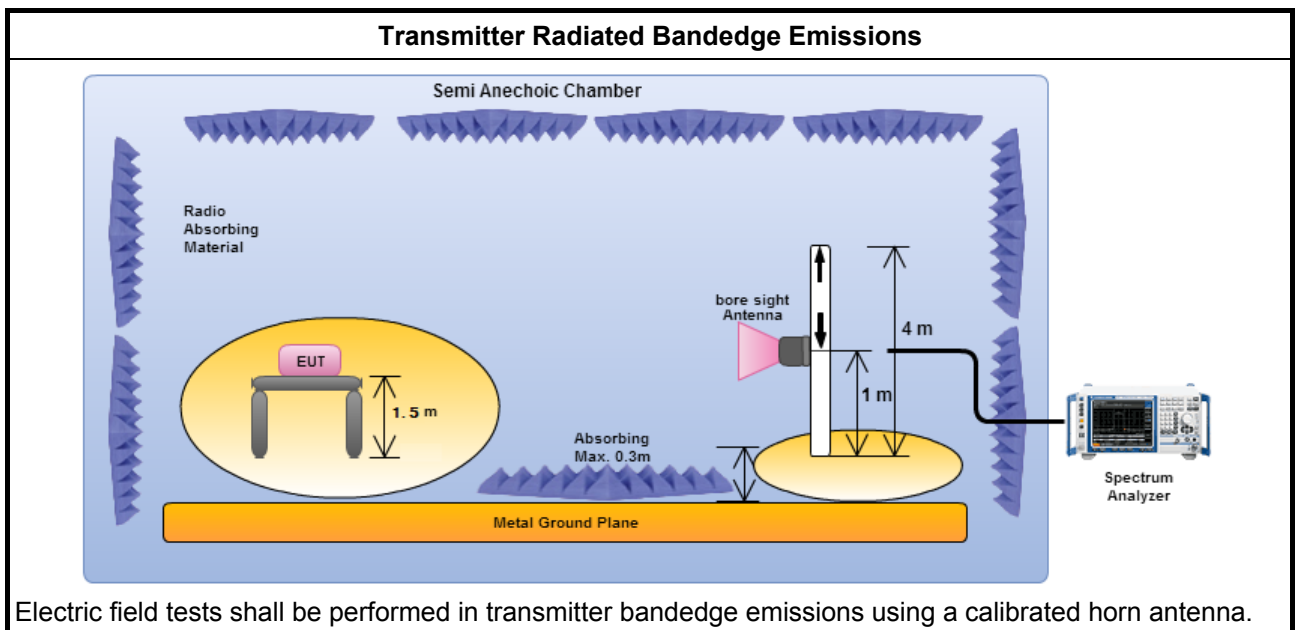 Transmitter Radiated Bandedge Emissions
Semi Anechoic Chamber
Radio
Absorbing
Material
bore sight
Antenna
4 m
EUT
1 m
1.5 m
Absorbing
Max. 0.3m
Spectrum
Analyzer
Metal Ground Plane
Electric field tests shall be performed in transmitter bandedge emissions using a calibrated horn antenna.